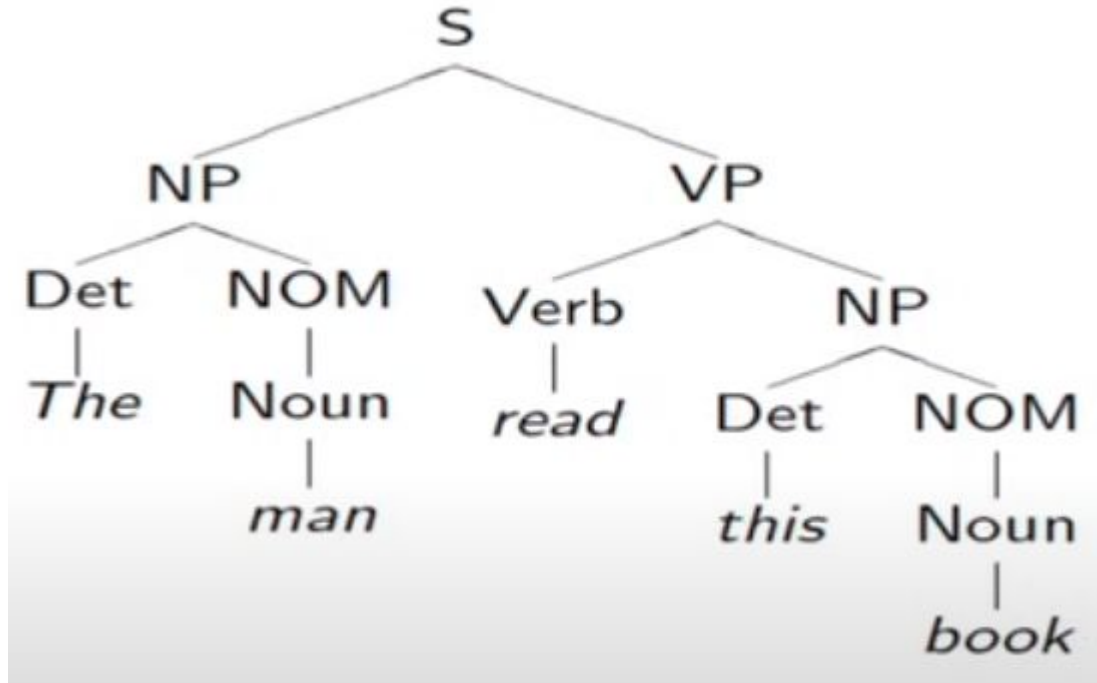 S
NP VP
Det NOM Verb NP
The Noun read Det NOM
man this Noun
book